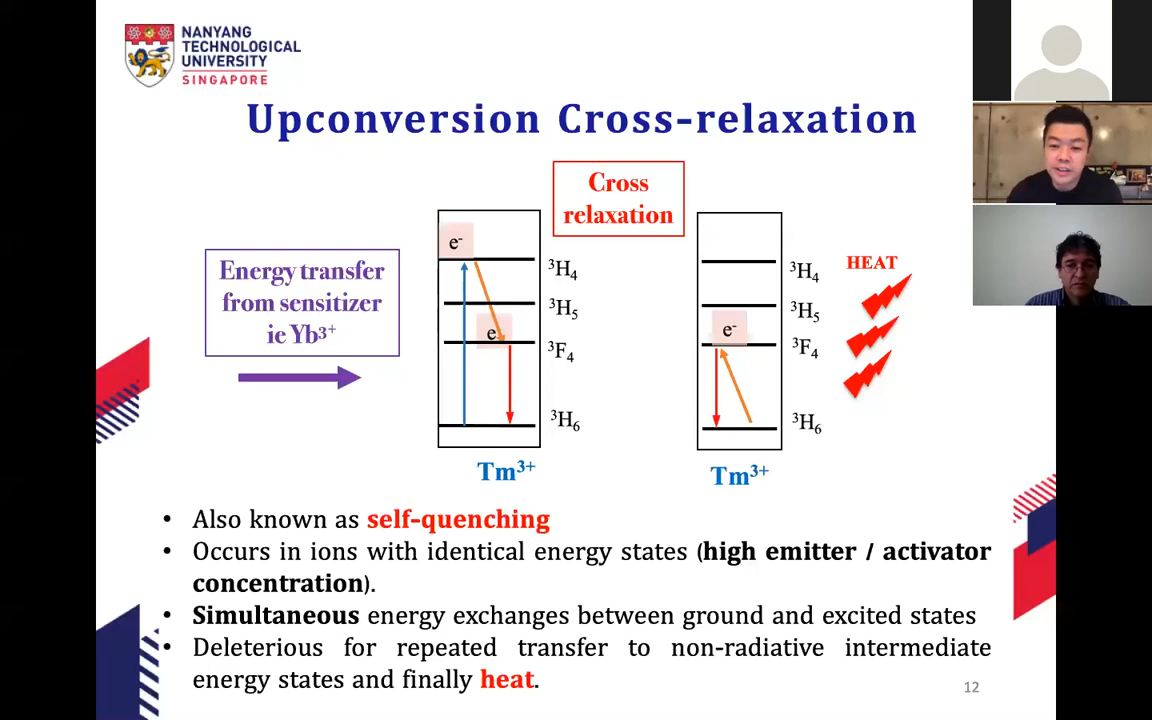 NANYANG
TECHNOLOGICAL
UNIVERSITY
SINGAPORE
Upconversion Cross-relaxation
Cross
relaxation
Energy transfer
from sensitizer
ie Yb³⁺
e⁻
³H₄
³H₅
e
³F₄
³H₆
Tm³⁺
³H₄
³H₅
e⁻
³F₄
³H₆
Tm³⁺
HEAT
• Also known as self-quenching
• Occurs in ions with identical energy states (high emitter / activator
concentration).
• Simultaneous energy exchanges between ground and excited states
• Deleterious for repeated transfer to non-radiative intermediate
energy states and finally heat.
12